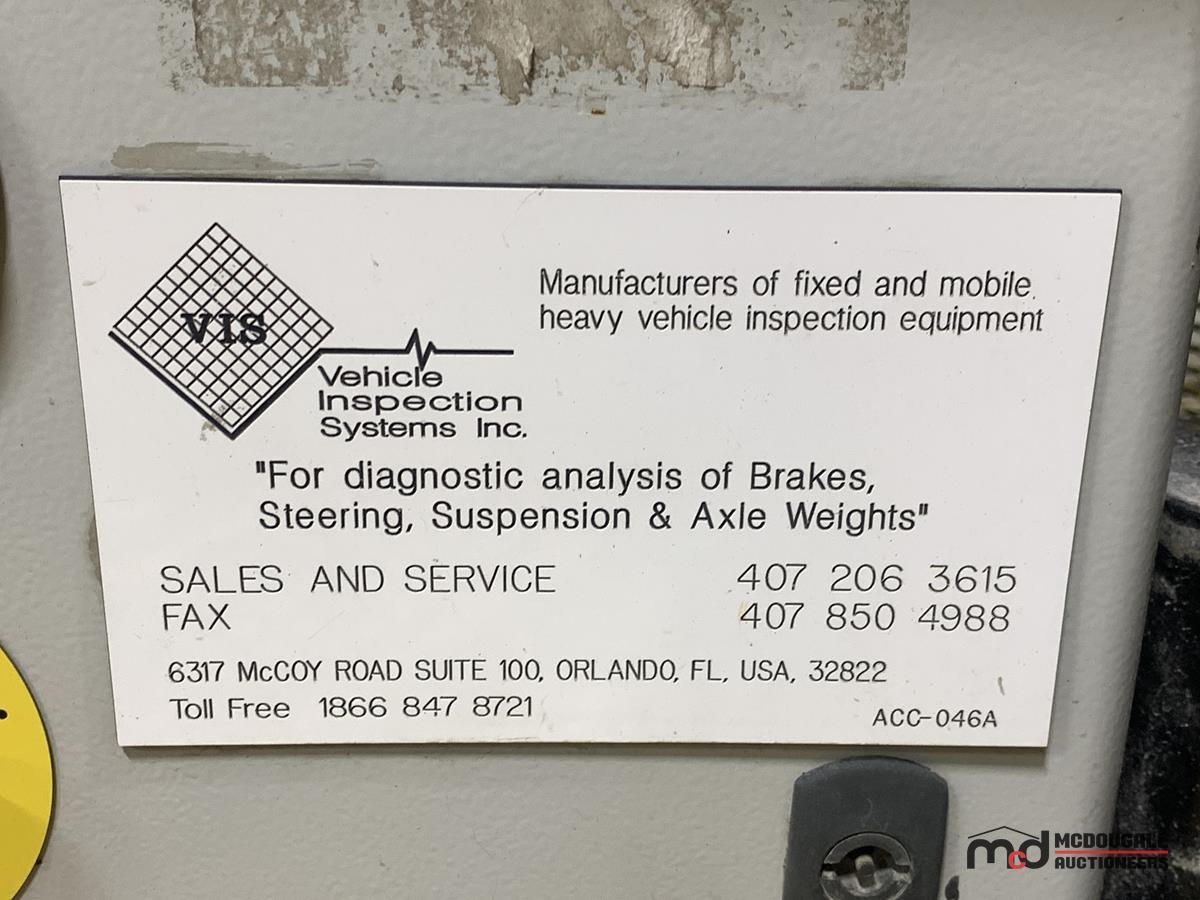 VIS
Vehicle
Inspection
Systems Inc.
Manufacturers of fixed and mobile
heavy vehicle inspection equipment
"For diagnostic analysis of Brakes,
Steering, Suspension & Axle Weights"
SALES AND SERVICE 407 206 3615
FAX 407 850 4988
6317 McCOY ROAD SUITE 100, ORLANDO, FL, USA, 32822
Toll Free 1866 847 8721
ACC-046A
mcd
MCDOUGALL
AUCTIONEERS